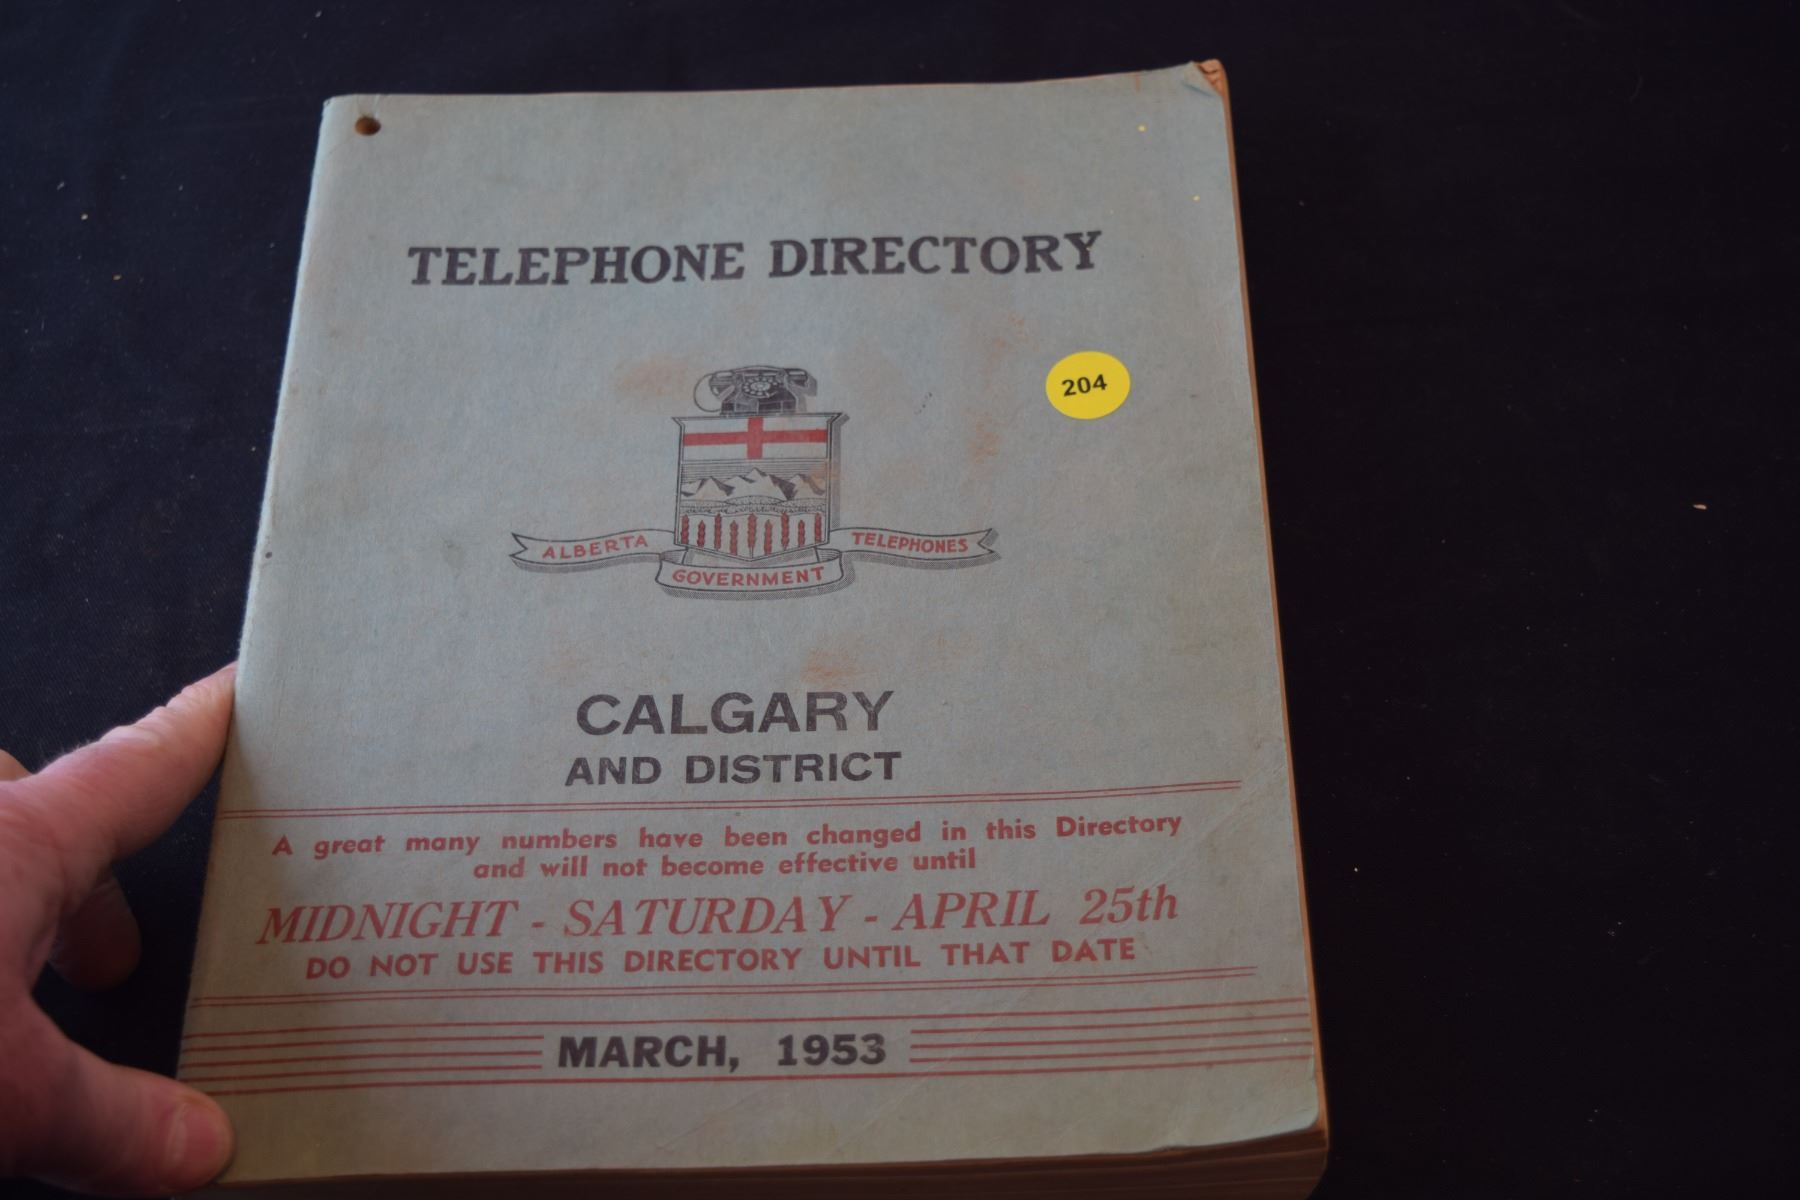 TELEPHONE DIRECTORY
204
ALBERTA GOVERNMENT TELEPHONES
CALGARY
AND DISTRICT
A great many numbers have been changed in this Directory
and will not become effective until
MIDNIGHT - SATURDAY - APRIL 25th
DO NOT USE THIS DIRECTORY UNTIL THAT DATE
MARCH, 1953